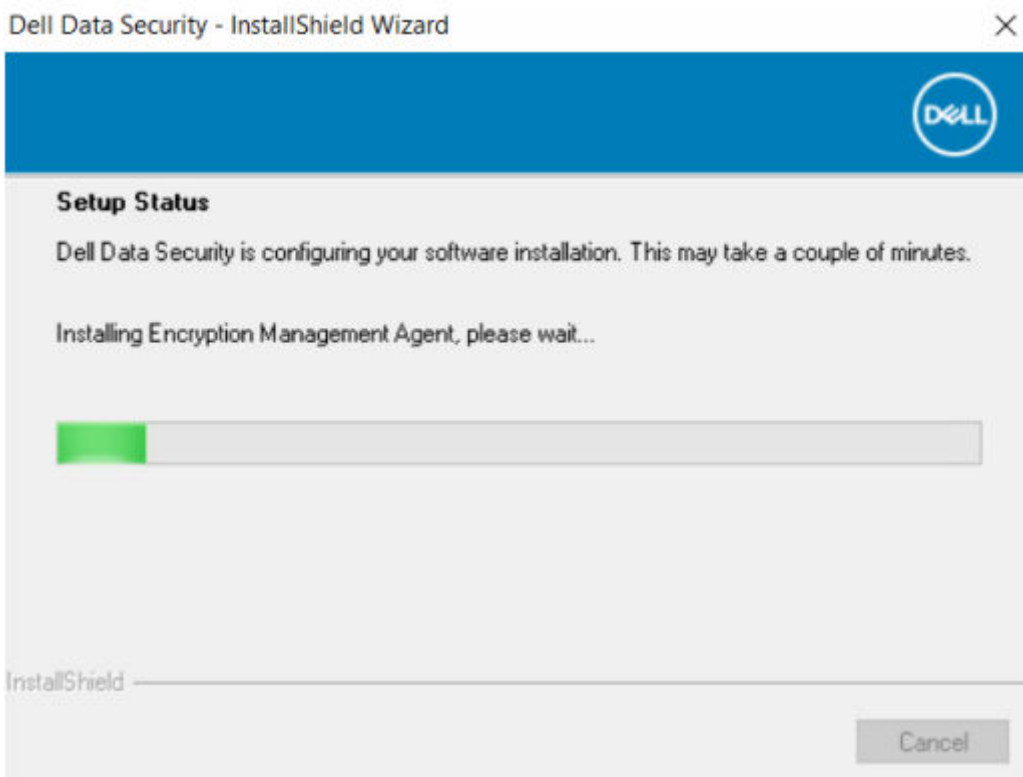 Dell Data Security - InstallShield Wizard
DELL
Setup Status
Dell Data Security is configuring your software installation. This may take a couple of minutes.
Installing Encryption Management Agent, please wait...
InstallShield
Cancel